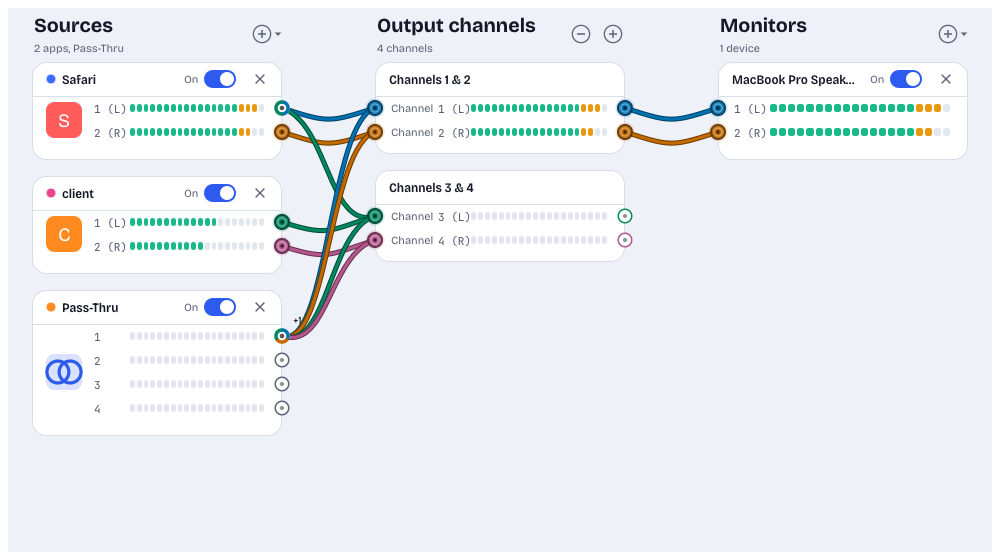 Sources
2 apps, Pass-Thru
Safari
On
S
1 (L)
2 (R)
client
On
C
1 (L)
2 (R)
Pass-Thru
On
+1
1
2
3
4
Output channels
4 channels
Channels 1 & 2
Channel 1 (L)
Channel 2 (R)
Channels 3 & 4
Channel 3 (L)
Channel 4 (R)
Monitors
1 device
MacBook Pro Speak...
On
1 (L)
2 (R)